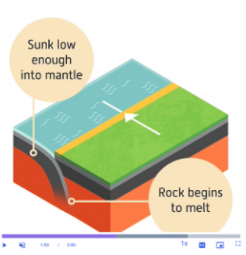 Sunk low
enough
into mantle
Rock begins
to melt
1x